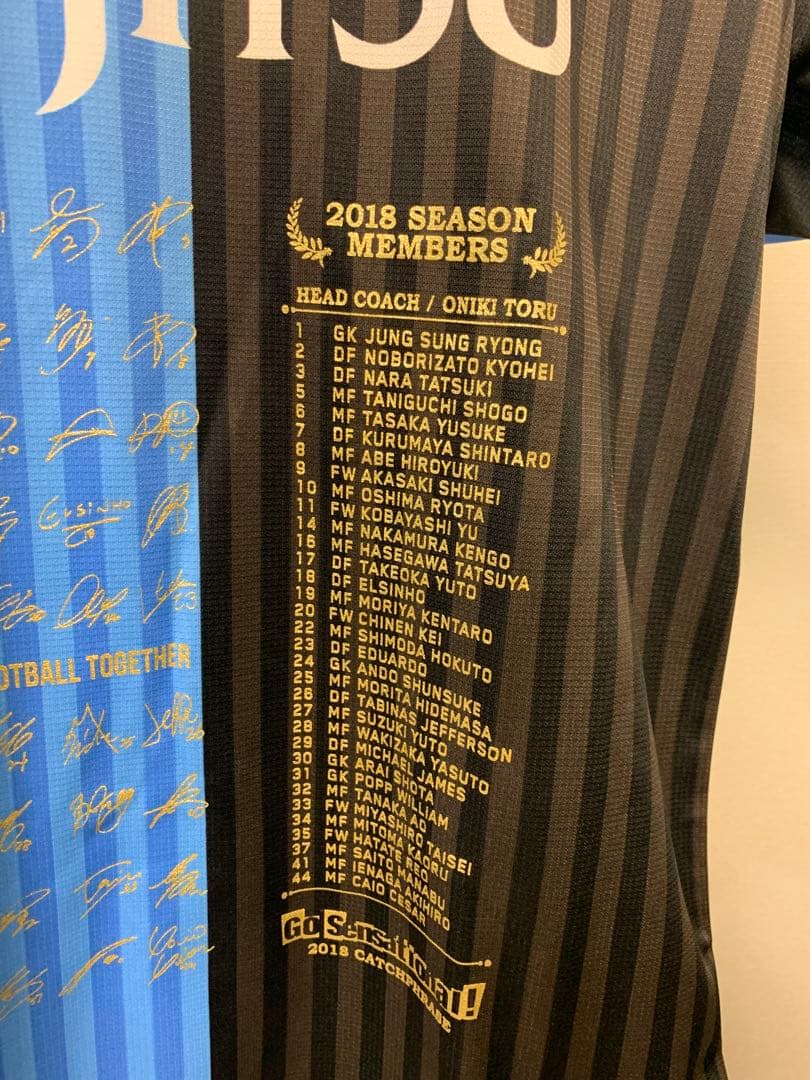 2018 SEASON
MEMBERS
HEAD COACH / ONIKI TORU
1 GK JUNG SUNG RYONG
2 DF NOBORIZATO KYOHEI
3 DF NARA TATSUKI
5 MF TANIGUCHI SHOGO
6 MF TASAKA YUSUKE
7 DF KURUMAYA SHINTARO
8 MF ABE HIROYUKI
9 FW AKASAKI SHUHEI
10 MF OSHIMA RYOTA
11 FW KOBAYASHI YU
14 MF NAKAMURA KENGO
16 MF HASEGAWA TATSUYA
17 DF TAKEOKA YUTO
18 DF ELSINHO
19 MF MORIYA KENTARO
20 FW CHINEN KEI
22 MF SHIMODA HOKUTO
23 DF EDUARDO
24 GK ANDO SHUNSUKE
25 MF MORITA HIDEMASA
26 DF TABINAS JEFFERSON
27 MF SUZUKI YUTO
28 MF WAKIZAKA YASUTO
29 DF MICHAEL JAMES
30 GK ARAI SHOTA
31 GK POPP WILLIAM
32 MF TANAKA AO
33 FW MIYASHIRO TAISEI
34 MF MITOMA KAORU
35 FW HATATE REO
37 MF SAITO MANABU
41 MF IENAGA AKIHIRO
44 MF CAIO CESAR
Go Sensational!
2018 CATCHPHRASE
OTBALL TOGETHER